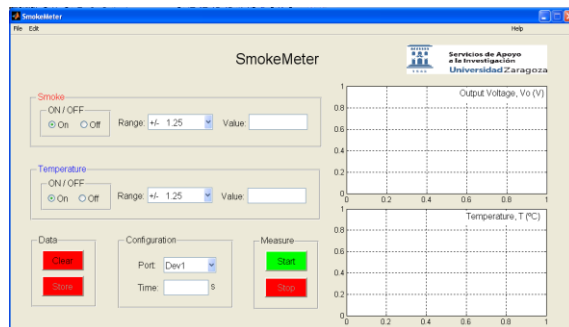 SmokeMeter
File Edit Help
SmokeMeter
Servicios de Apoyo
a la Investigación
Universidad Zaragoza
Smoke
ON / OFF
On Off Range: +/- 1.25 Value:
Temperature
ON / OFF
On Off Range: +/- 1.25 Value:
Data
Clear
Store
Configuration
Port: Dev1
Time: s
Measure
Start
Stop
Output Voltage, Vo (V)
1
0.8
0.6
0.4
0.2
0
0 0.2 0.4 0.6 0.8 1
Temperature, T (ºC)
1
0.8
0.6
0.4
0.2
0
0 0.2 0.4 0.6 0.8 1